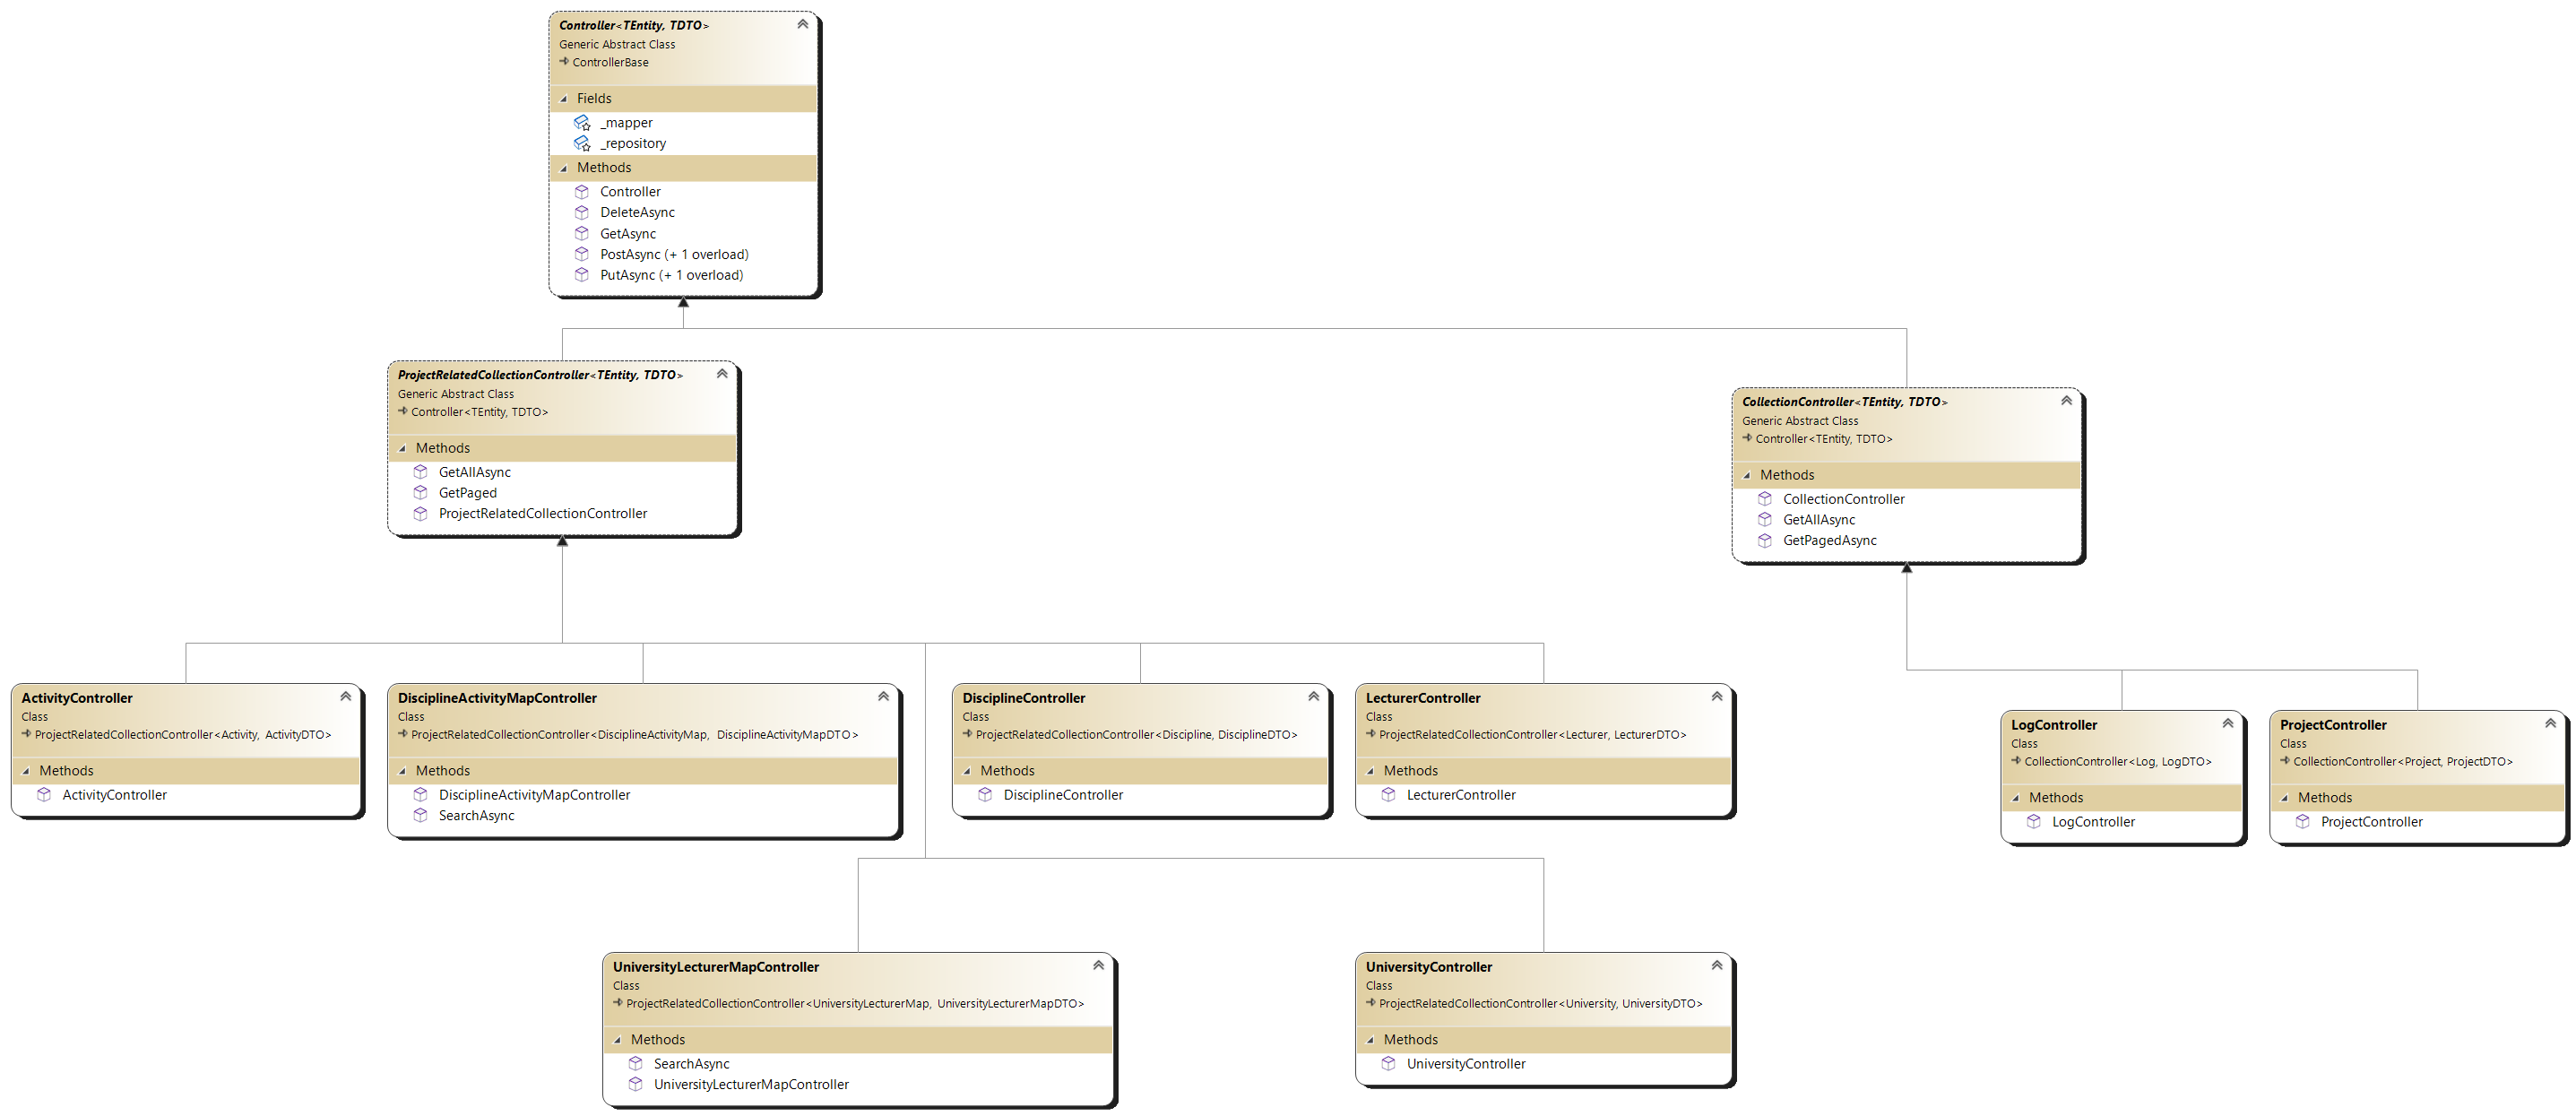 Controller<TEntity, TDTO>
Generic Abstract Class
ControllerBase
Fields
_mapper
_repository
Methods
Controller
DeleteAsync
GetAsync
PostAsync (+ 1 overload)
PutAsync (+ 1 overload)
ProjectRelatedCollectionController<TEntity, TDTO>
Generic Abstract Class
Controller<TEntity, TDTO>
Methods
GetAllAsync
GetPaged
ProjectRelatedCollectionController
CollectionController<TEntity, TDTO>
Generic Abstract Class
Controller<TEntity, TDTO>
Methods
CollectionController
GetAllAsync
GetPagedAsync
ActivityController
Class
ProjectRelatedCollectionController<Activity, ActivityDTO>
Methods
ActivityController
DisciplineActivityMapController
Class
ProjectRelatedCollectionController<DisciplineActivityMap, DisciplineActivityMapDTO>
Methods
DisciplineActivityMapController
SearchAsync
DisciplineController
Class
ProjectRelatedCollectionController<Discipline, DisciplineDTO>
Methods
DisciplineController
LecturerController
Class
ProjectRelatedCollectionController<Lecturer, LecturerDTO>
Methods
LecturerController
LogController
Class
CollectionController<Log, LogDTO>
Methods
LogController
ProjectController
Class
CollectionController<Project, ProjectDTO>
Methods
ProjectController
UniversityLecturerMapController
Class
ProjectRelatedCollectionController<UniversityLecturerMap, UniversityLecturerMapDTO>
Methods
SearchAsync
UniversityLecturerMapController
UniversityController
Class
ProjectRelatedCollectionController<University, UniversityDTO>
Methods
UniversityController